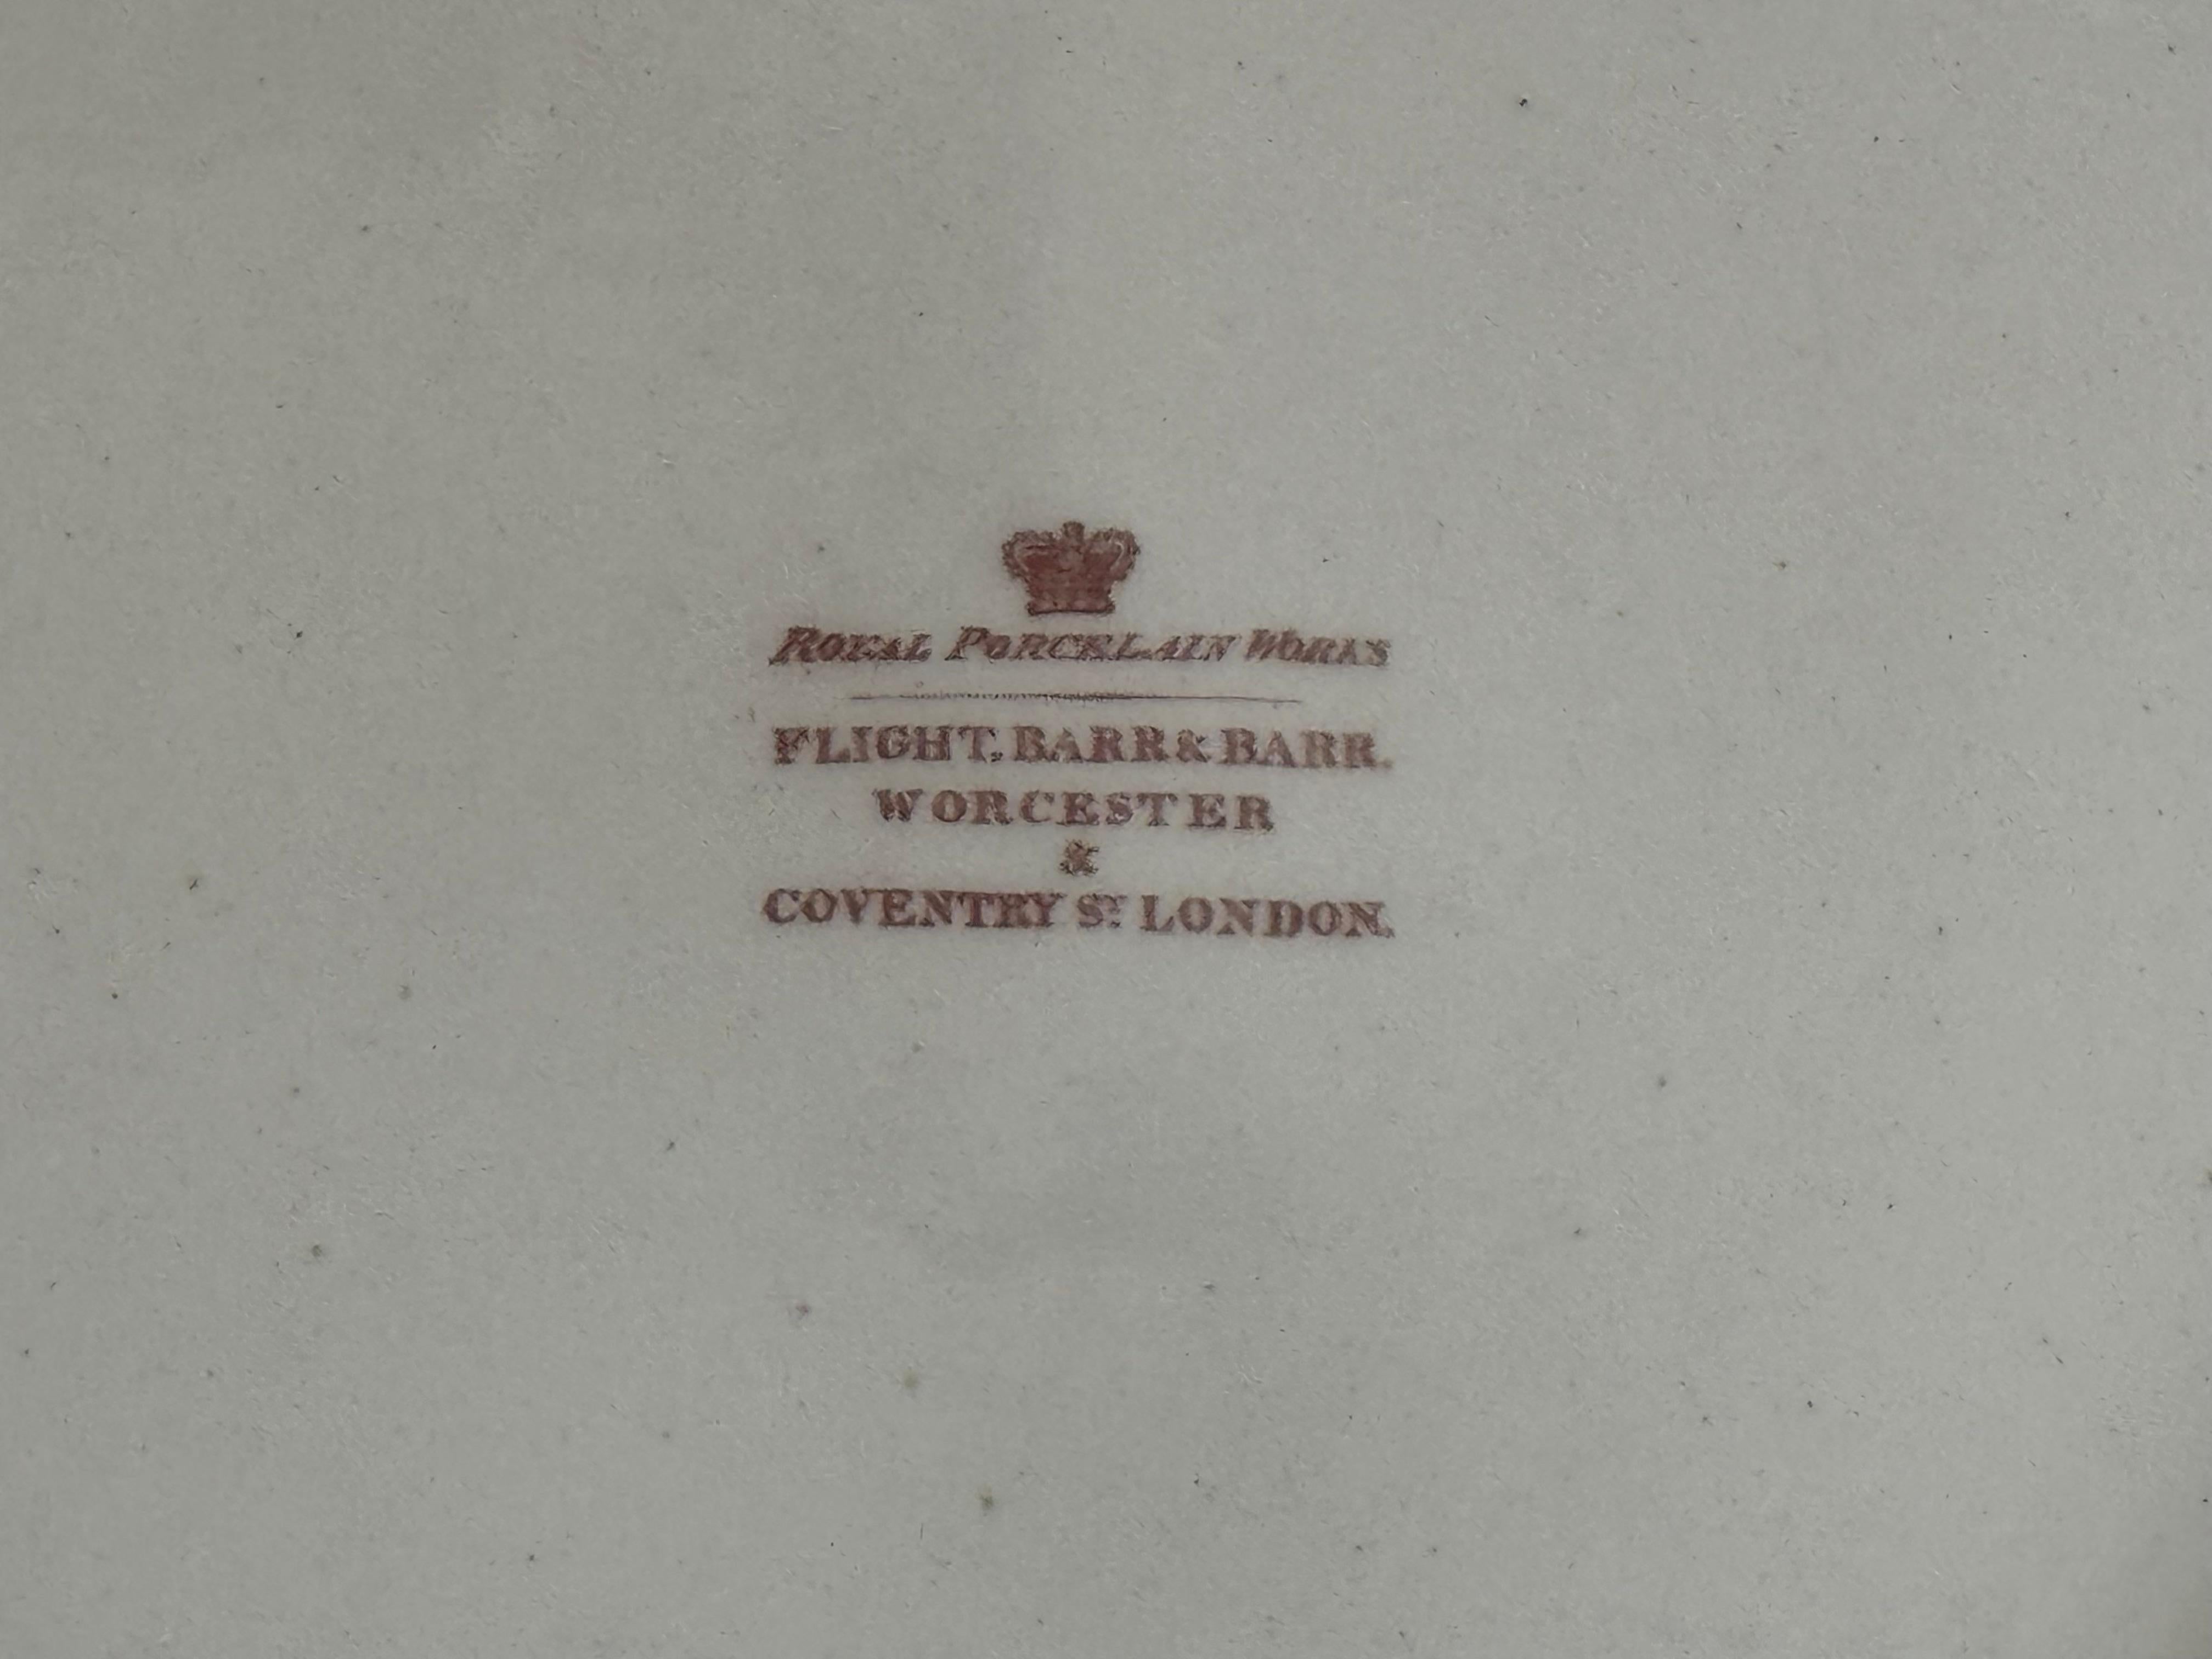 ROYAL PORCELAIN WORKS
FLIGHT, BARR & BARR.
WORCESTER
&
COVENTRY ST. LONDON.